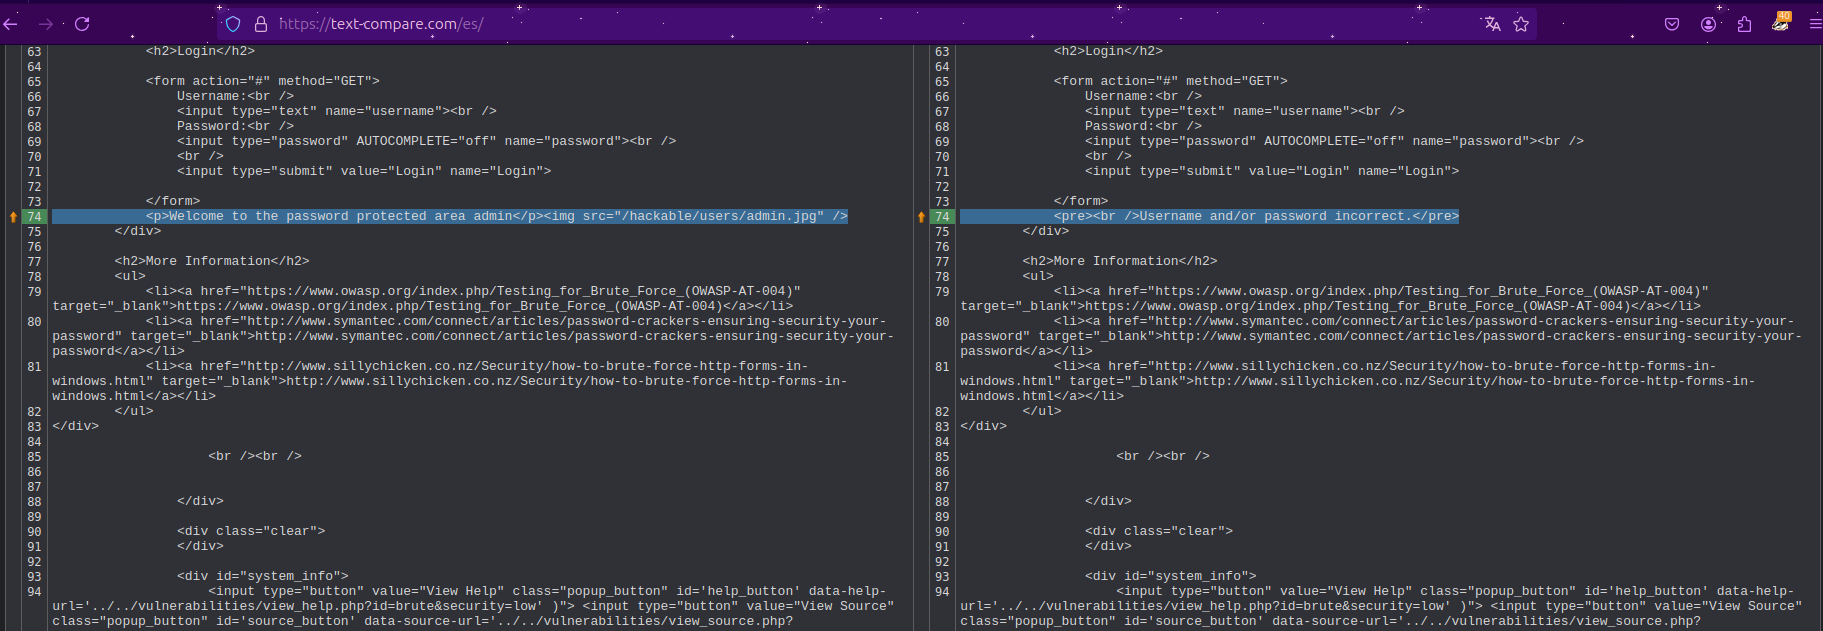 https://text-compare.com/es/
40
63 <h2>Login</h2>
64
65 <form action="#" method="GET">
66 Username:<br />
67 <input type="text" name="username"><br />
68 Password:<br />
69 <input type="password" AUTOCOMPLETE="off" name="password"><br />
70 <br />
71 <input type="submit" value="Login" name="Login">
72
73 </form>
74 <p>Welcome to the password protected area admin</p><img src="/hackable/users/admin.jpg" />
75 </div>
76
77 <h2>More Information</h2>
78 <ul>
79 <li><a href="https://www.owasp.org/index.php/Testing_for_Brute_Force_(OWASP-AT-004)"
target="_blank">https://www.owasp.org/index.php/Testing_for_Brute_Force_(OWASP-AT-004)</a></li>
80 <li><a href="http://www.symantec.com/connect/articles/password-crackers-ensuring-security-your-
password" target="_blank">http://www.symantec.com/connect/articles/password-crackers-ensuring-security-your-
password</a></li>
81 <li><a href="http://www.sillychicken.co.nz/Security/how-to-brute-force-http-forms-in-
windows.html" target="_blank">http://www.sillychicken.co.nz/Security/how-to-brute-force-http-forms-in-
windows.html</a></li>
82 </ul>
83 </div>
84
85 <br /><br />
86
87
88 </div>
89
90 <div class="clear">
91 </div>
92
93 <div id="system_info">
94 <input type="button" value="View Help" class="popup_button" id='help_button' data-help-
url='../../vulnerabilities/view_help.php?id=brute&security=low' )"> <input type="button" value="View Source"
class="popup_button" id='source_button' data-source-url='../../vulnerabilities/view_source.php?
63 <h2>Login</h2>
64
65 <form action="#" method="GET">
66 Username:<br />
67 <input type="text" name="username"><br />
68 Password:<br />
69 <input type="password" AUTOCOMPLETE="off" name="password"><br />
70 <br />
71 <input type="submit" value="Login" name="Login">
72
73 </form>
74 <pre><br />Username and/or password incorrect.</pre>
75 </div>
76
77 <h2>More Information</h2>
78 <ul>
79 <li><a href="https://www.owasp.org/index.php/Testing_for_Brute_Force_(OWASP-AT-004)"
target="_blank">https://www.owasp.org/index.php/Testing_for_Brute_Force_(OWASP-AT-004)</a></li>
80 <li><a href="http://www.symantec.com/connect/articles/password-crackers-ensuring-security-your-
password" target="_blank">http://www.symantec.com/connect/articles/password-crackers-ensuring-security-your-
password</a></li>
81 <li><a href="http://www.sillychicken.co.nz/Security/how-to-brute-force-http-forms-in-
windows.html" target="_blank">http://www.sillychicken.co.nz/Security/how-to-brute-force-http-forms-in-
windows.html</a></li>
82 </ul>
83 </div>
84
85 <br /><br />
86
87
88 </div>
89
90 <div class="clear">
91 </div>
92
93 <div id="system_info">
94 <input type="button" value="View Help" class="popup_button" id='help_button' data-help-
url='../../vulnerabilities/view_help.php?id=brute&security=low' )"> <input type="button" value="View Source"
class="popup_button" id='source_button' data-source-url='../../vulnerabilities/view_source.php?